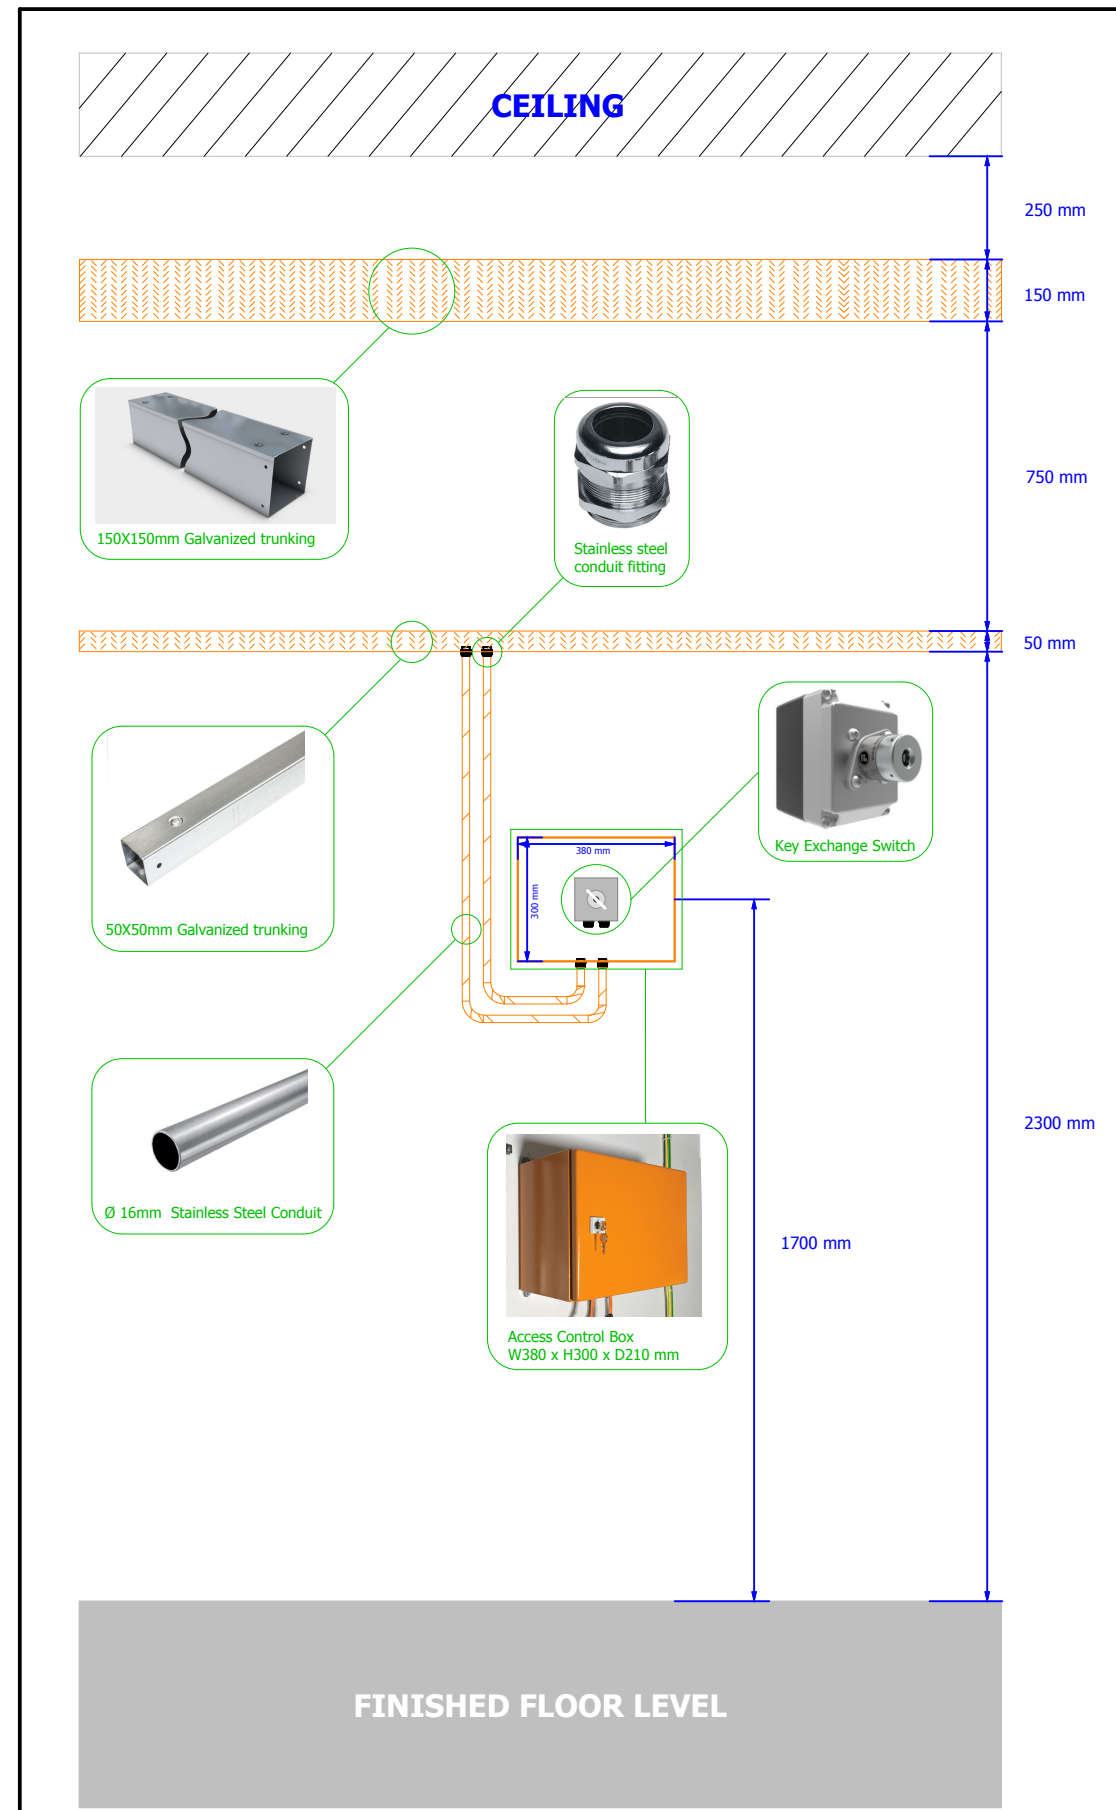 CEILING
250 mm
150 mm
150X150mm Galvanized trunking
Stainless steel
conduit fitting
750 mm
50 mm
Key Exchange Switch
380 mm
300 mm
50X50mm Galvanized trunking
Ø 16mm  Stainless Steel Conduit
2300 mm
1700 mm
Access Control Box
W380 x H300 x D210 mm
FINISHED FLOOR LEVEL